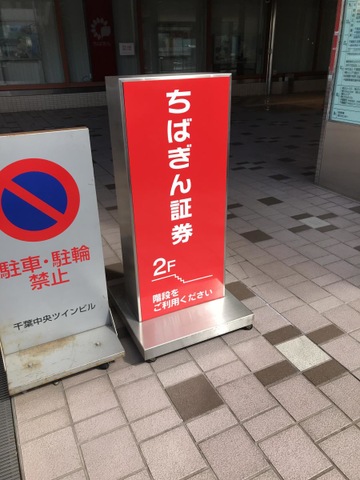 ちばぎん証券
2F
階段を
ご利用ください
駐車・駐輪
禁止
千葉中央ツインビル